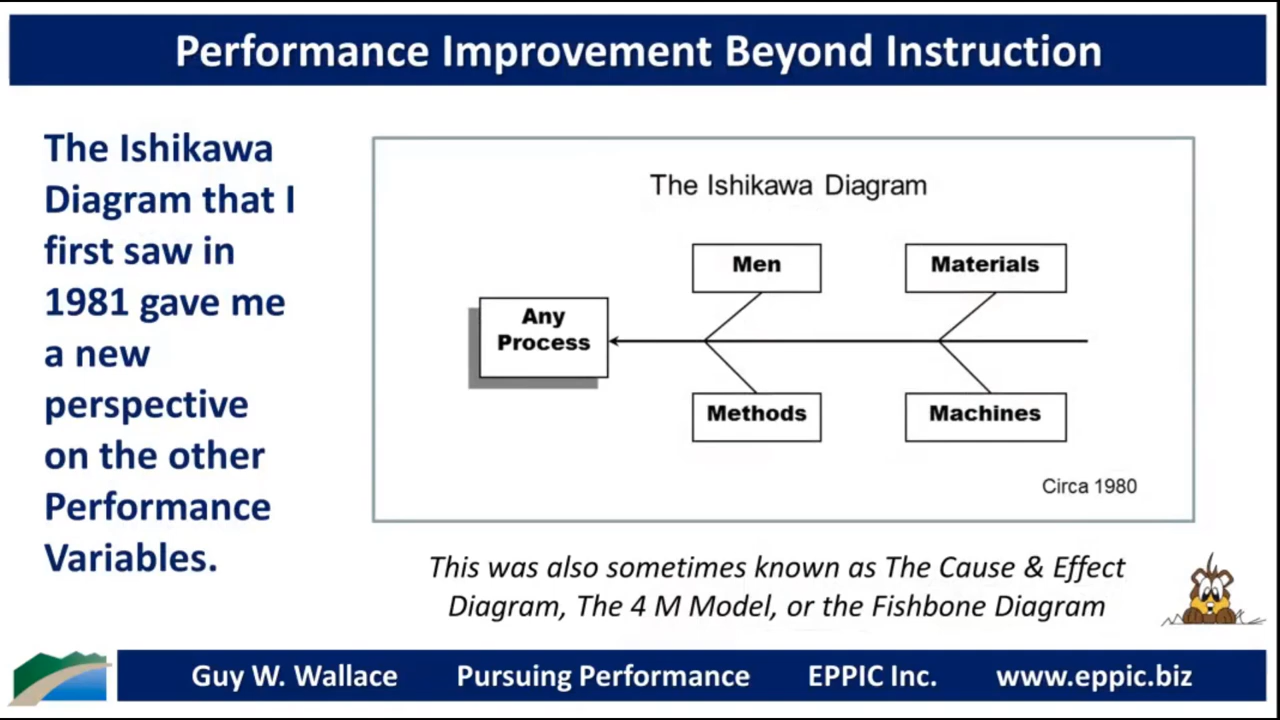 Performance Improvement Beyond Instruction
The Ishikawa
Diagram that I
first saw in
1981 gave me
a new
perspective
on the other
Performance
Variables.
The Ishikawa Diagram
Men
Materials
Any
Process
Methods
Machines
Circa 1980
This was also sometimes known as The Cause & Effect
Diagram, The 4 M Model, or the Fishbone Diagram
Guy W. Wallace Pursuing Performance EPPIC Inc. www.eppic.biz